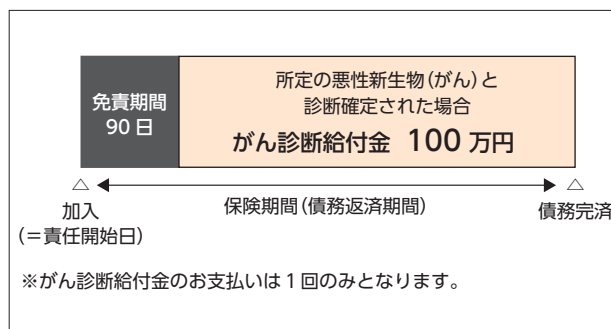 免責期間
90日
所定の悪性新生物(がん)と
診断確定された場合
がん診断給付金 100万円
加入
(=責任開始日)
保険期間(債務返済期間)
債務完済
※がん診断給付金のお支払いは1回のみとなります。